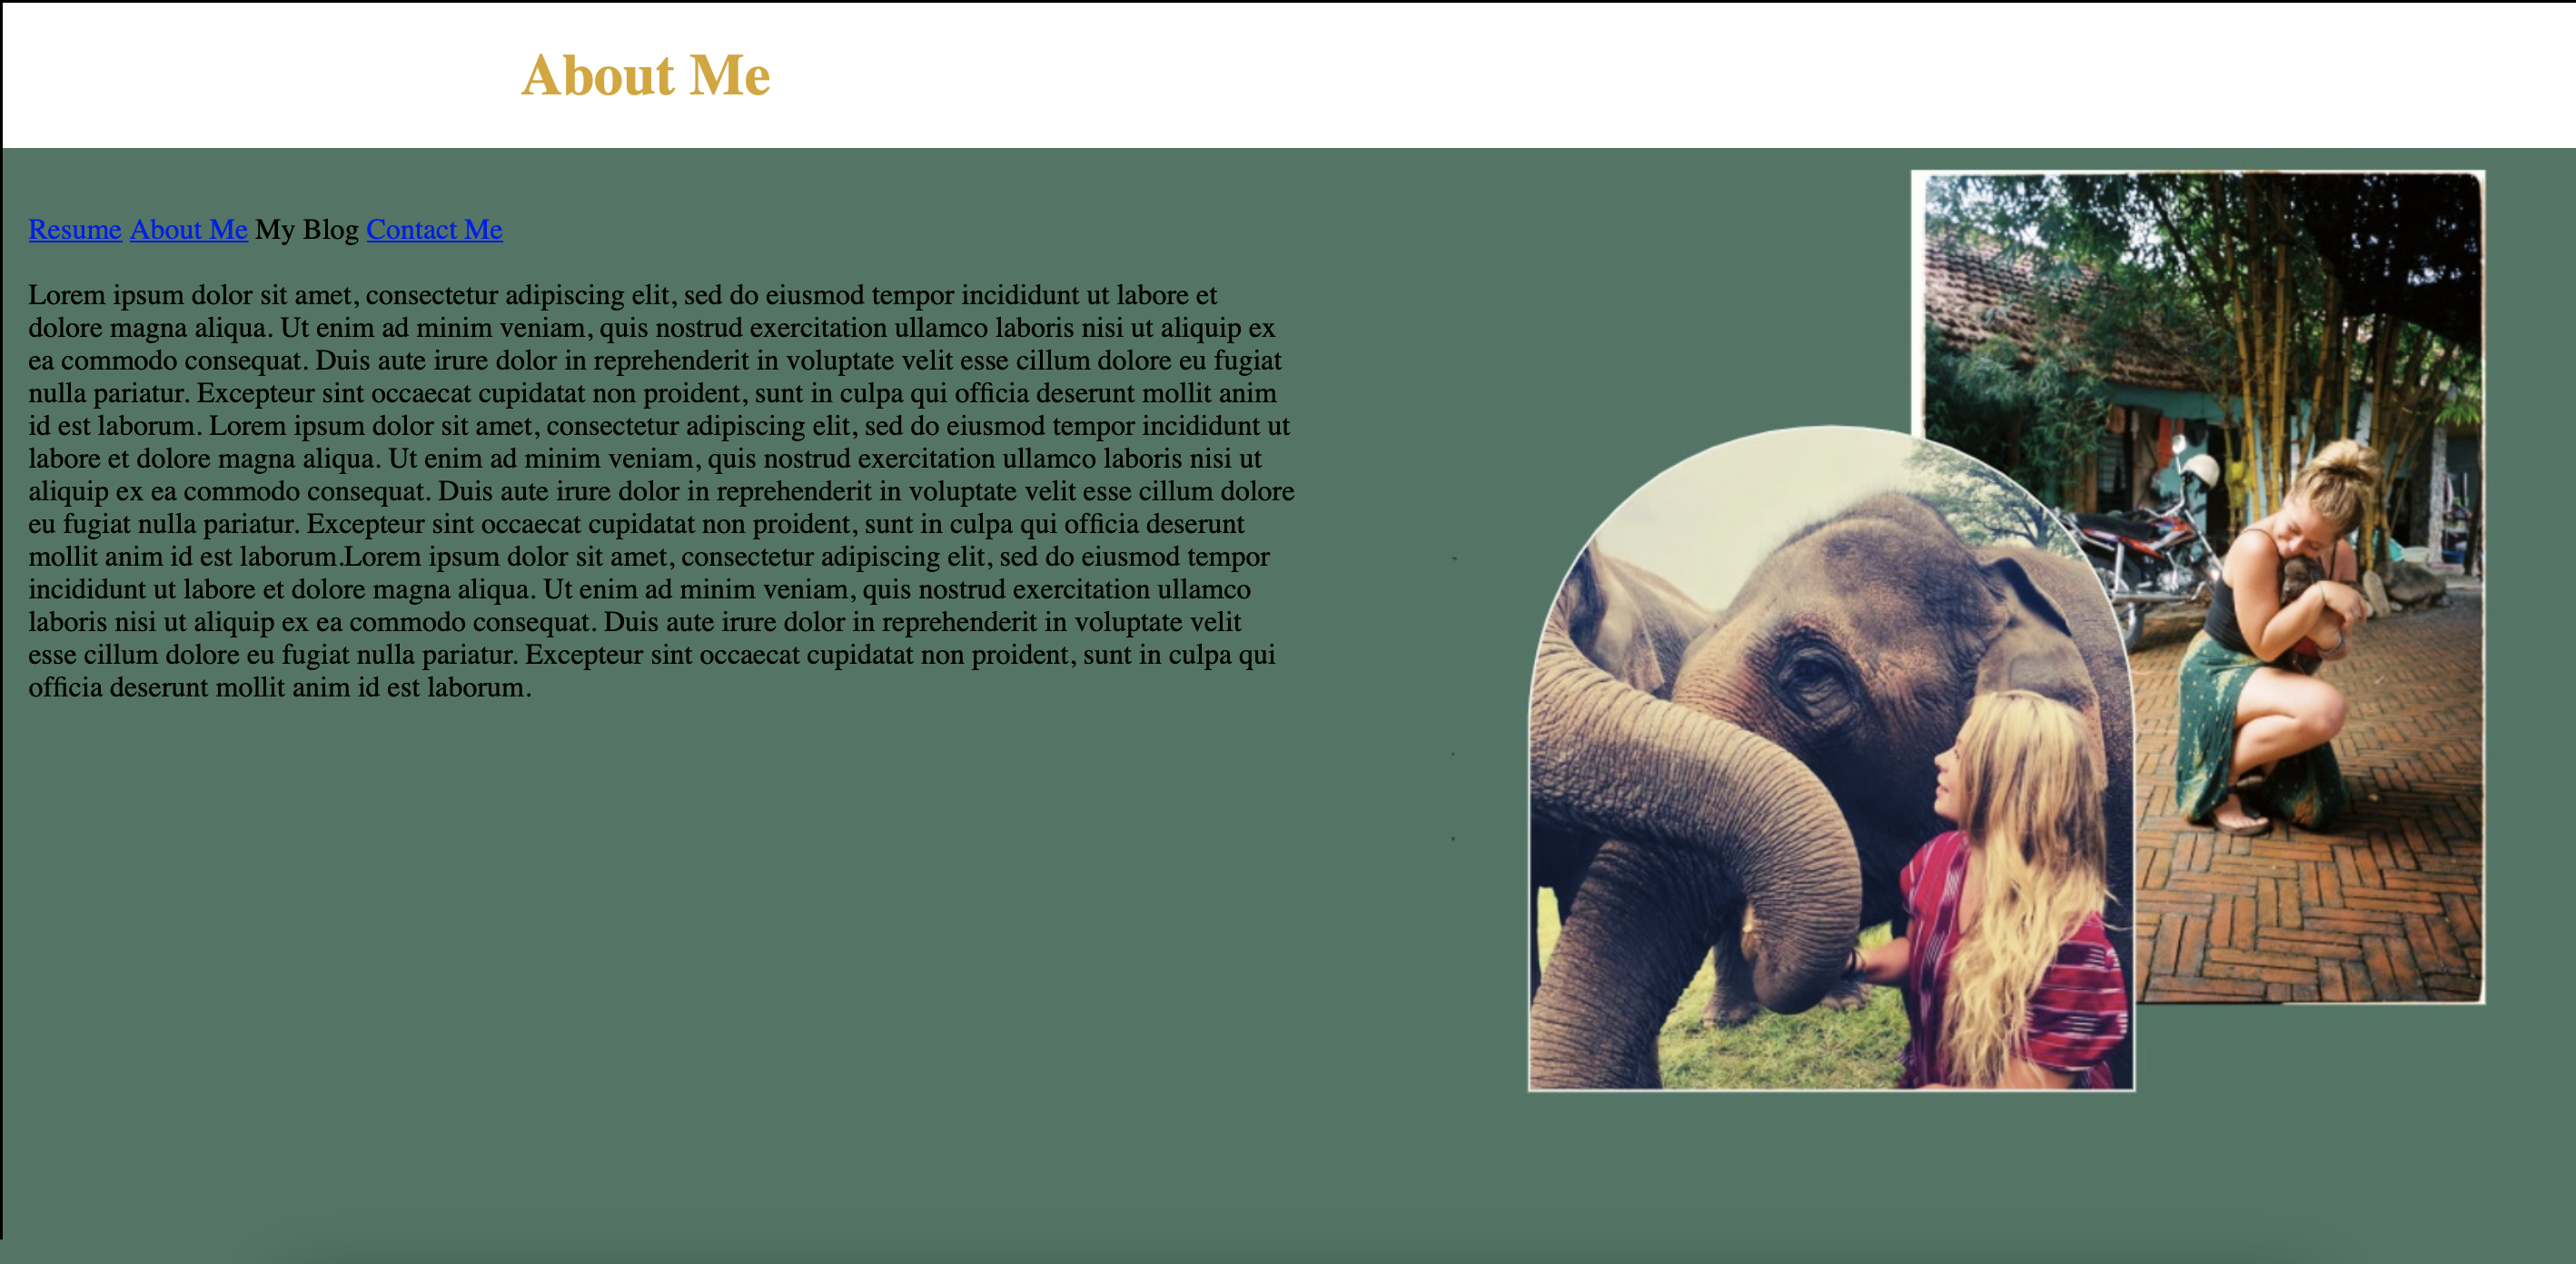 About Me
Resume About Me My Blog Contact Me
Lorem ipsum dolor sit amet, consectetur adipiscing elit, sed do eiusmod tempor incididunt ut labore et
dolore magna aliqua. Ut enim ad minim veniam, quis nostrud exercitation ullamco laboris nisi ut aliquip ex
ea commodo consequat. Duis aute irure dolor in reprehenderit in voluptate velit esse cillum dolore eu fugiat
nulla pariatur. Excepteur sint occaecat cupidatat non proident, sunt in culpa qui officia deserunt mollit anim
id est laborum. Lorem ipsum dolor sit amet, consectetur adipiscing elit, sed do eiusmod tempor incididunt ut
labore et dolore magna aliqua. Ut enim ad minim veniam, quis nostrud exercitation ullamco laboris nisi ut
aliquip ex ea commodo consequat. Duis aute irure dolor in reprehenderit in voluptate velit esse cillum dolore
eu fugiat nulla pariatur. Excepteur sint occaecat cupidatat non proident, sunt in culpa qui officia deserunt
mollit anim id est laborum.Lorem ipsum dolor sit amet, consectetur adipiscing elit, sed do eiusmod tempor
incididunt ut labore et dolore magna aliqua. Ut enim ad minim veniam, quis nostrud exercitation ullamco
laboris nisi ut aliquip ex ea commodo consequat. Duis aute irure dolor in reprehenderit in voluptate velit
esse cillum dolore eu fugiat nulla pariatur. Excepteur sint occaecat cupidatat non proident, sunt in culpa qui
officia deserunt mollit anim id est laborum.